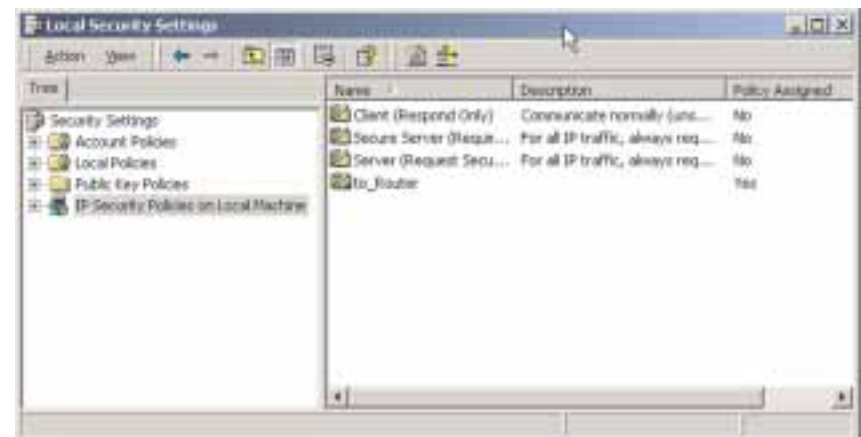 Local Security Settings
Action View
Tree
Security Settings
Account Policies
Local Policies
Public Key Policies
IP Security Policies on Local Machine
Name Description Policy Assigned
Client (Respond Only) Communicate normally (uns... No
Secure Server (Requir... For all IP traffic, always req... No
Server (Request Secu... For all IP traffic, always req... No
to_Router Yes